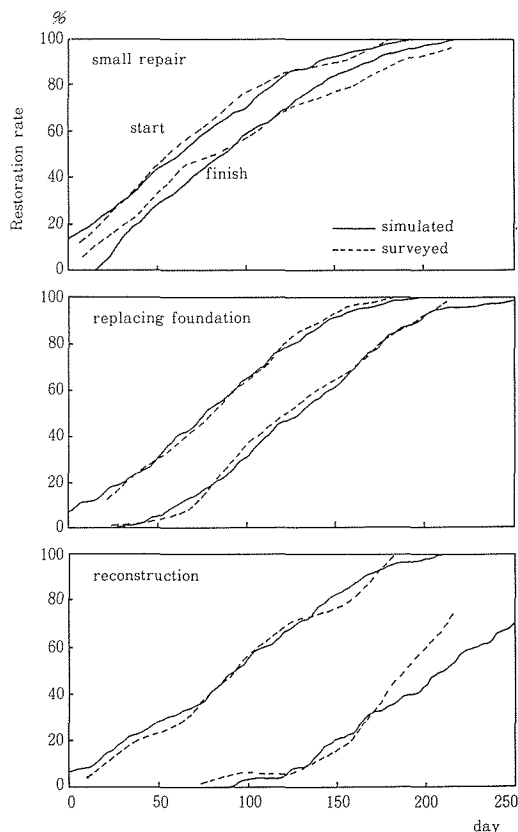 %
100
small repair
80
start
60
finish
40
simulated
20
surveyed
0
Restoration rate
100
replacing foundation
80
60
40
20
0
100
reconstruction
80
60
40
20
0
0 50 100 150 200 250
day